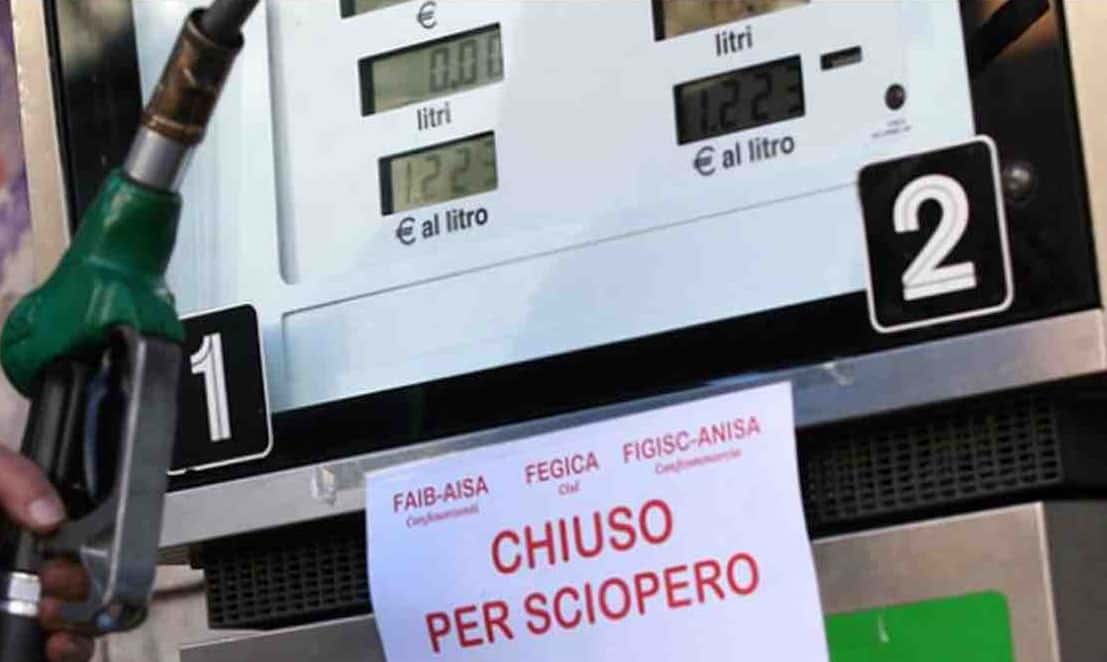 €
0.00
litri
1.223
€ al litro
litri
1.223
€ al litro
1
2
FAIB-AISA FEGICA FIGISC-ANISA
Confesercenti Cisl Confcommercio
CHIUSO
PER SCIOPERO